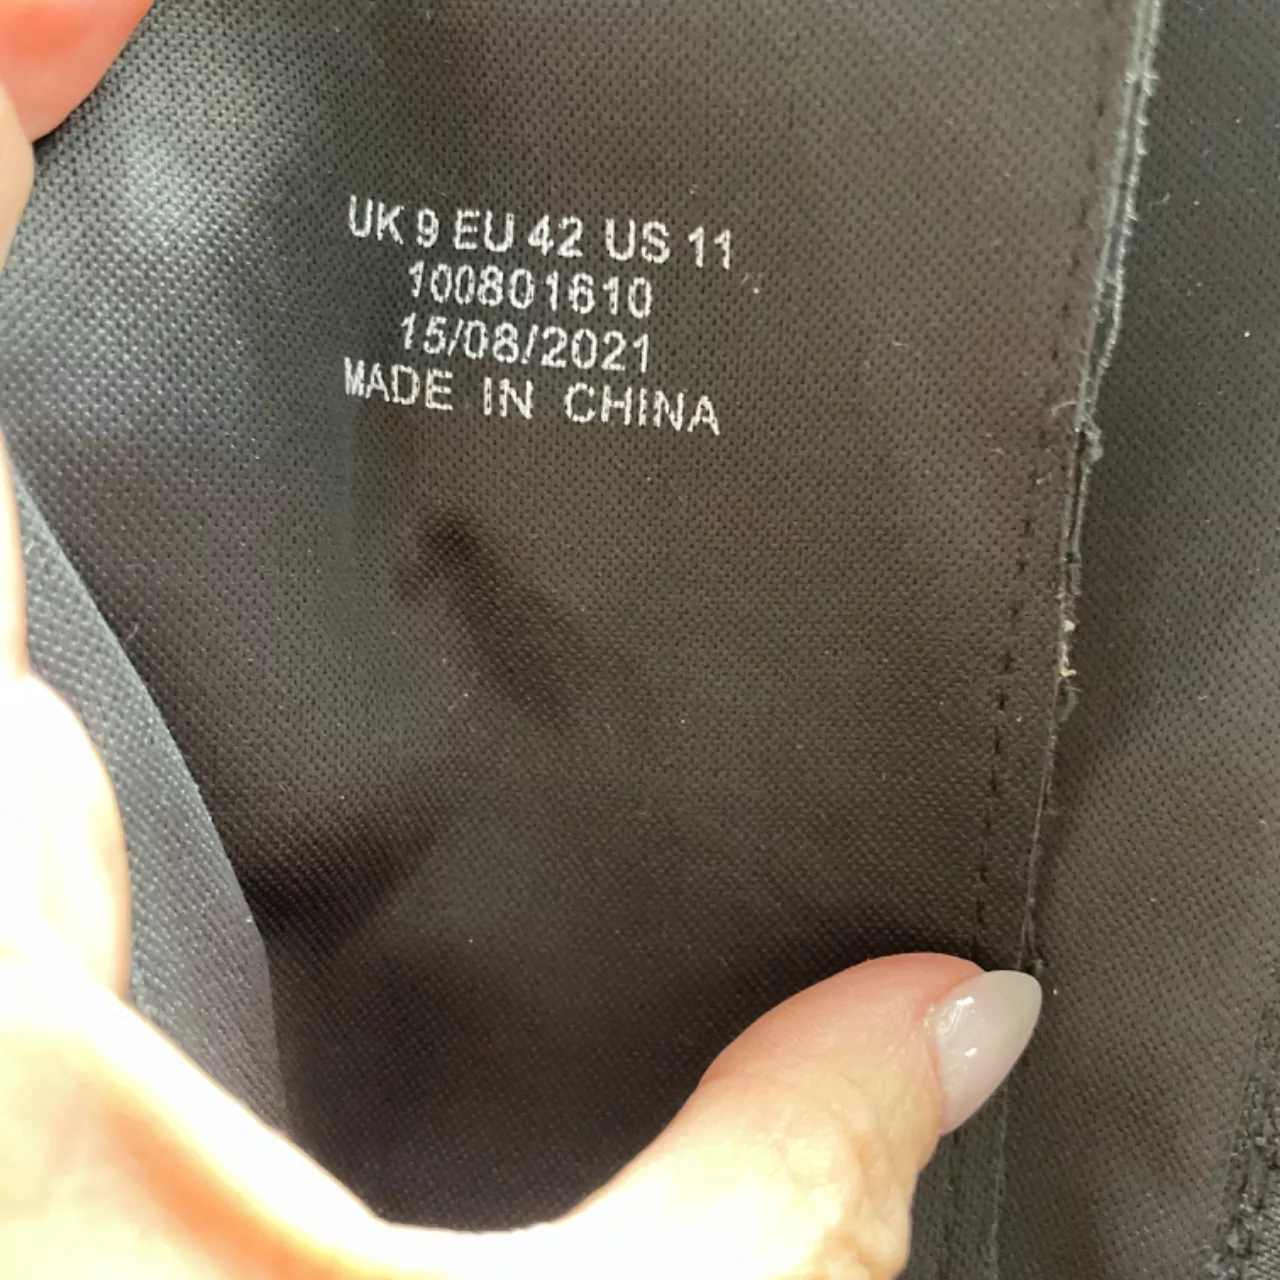 UK 9 EU 42 US 11
100801610
15/08/2021
MADE IN CHINA